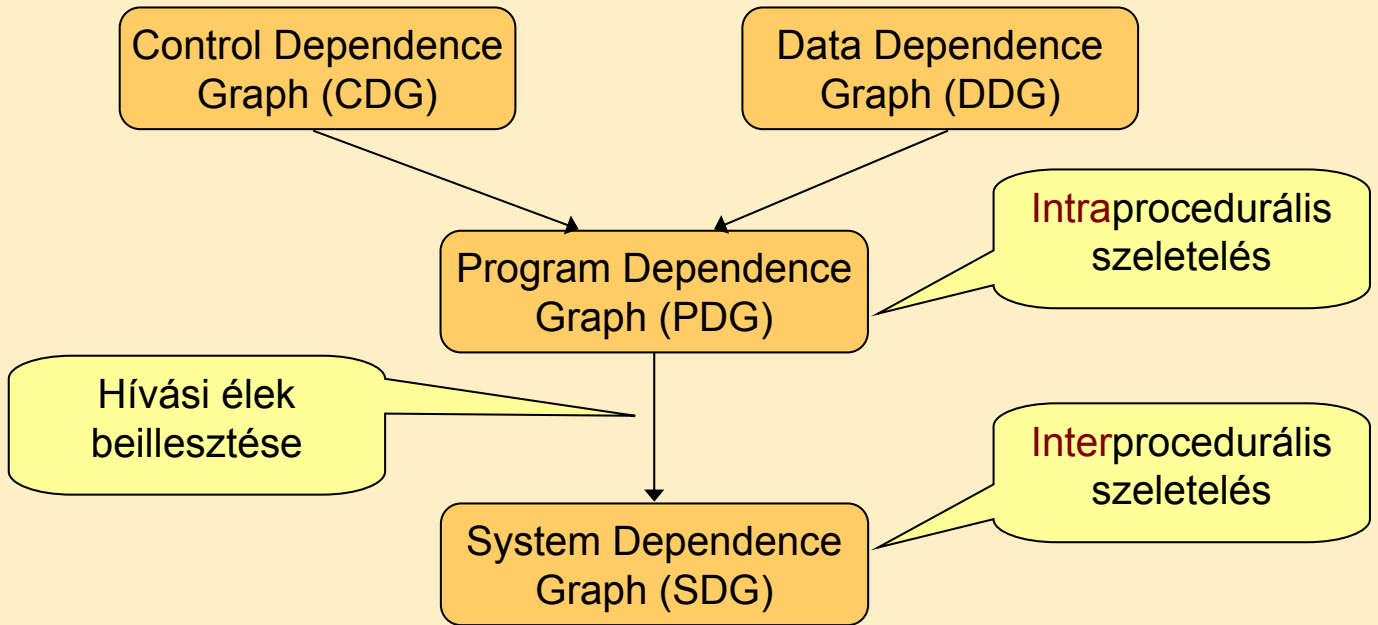 Control Dependence
Graph (CDG)
Data Dependence
Graph (DDG)
Intraprocedurális
szeletelés
Program Dependence
Graph (PDG)
Hívási élek
beillesztése
Interprocedurális
szeletelés
System Dependence
Graph (SDG)